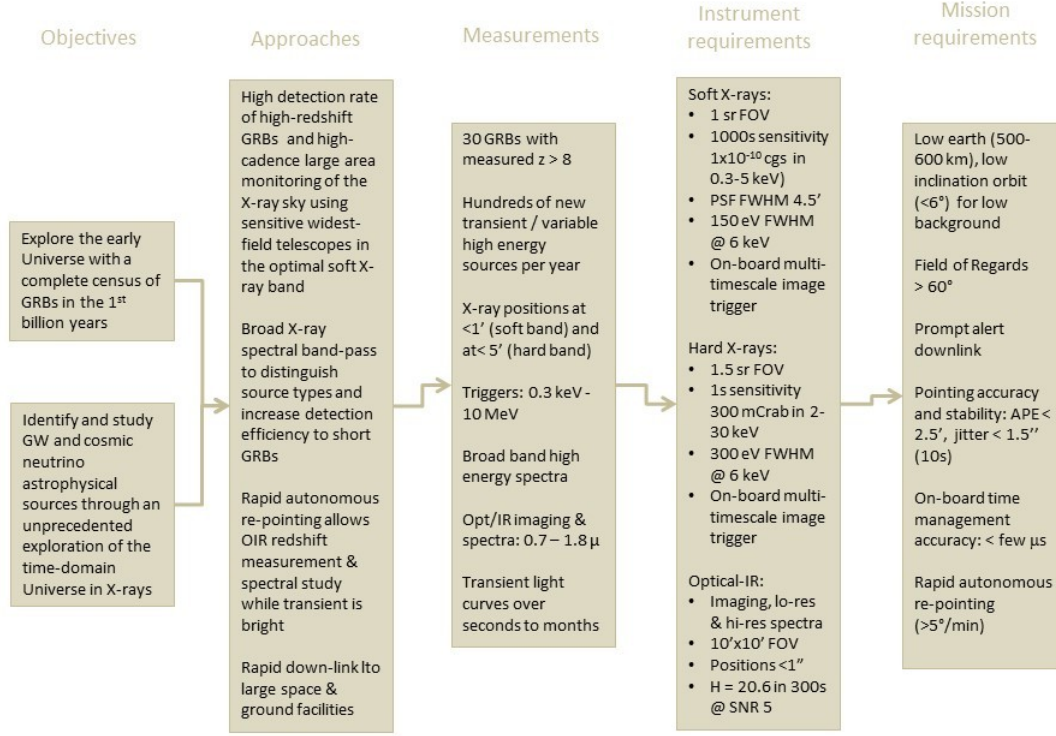 Objectives
Explore the early
Universe with a
complete census of
GRBs in the 1st
billion years
Identify and study
GW and cosmic
neutrino
astrophysical
sources through an
unprecedented
exploration of the
time-domain
Universe in X-rays
Approaches
High detection rate
of high-redshift
GRBs and high-
cadence large area
monitoring of the
X-ray sky using
sensitive widest-
field telescopes in
the optimal soft X-
ray band
Broad X-ray
spectral band-pass
to distinguish
source types and
increase detection
efficiency to short
GRBs
Rapid autonomous
re-pointing allows
OIR redshift
measurement &
spectral study
while transient is
bright
Rapid down-link lto
large space &
ground facilities
Measurements
30 GRBs with
measured z > 8
Hundreds of new
transient / variable
high energy
sources per year
X-ray positions at
<1’ (soft band) and
at< 5’ (hard band)
Triggers: 0.3 keV -
10 MeV
Broad band high
energy spectra
Opt/IR imaging &
spectra: 0.7 – 1.8 µ
Transient light
curves over
seconds to months
Instrument
requirements
Soft X-rays:
• 1 sr FOV
• 1000s sensitivity
1x10⁻¹⁰ cgs in
0.3-5 keV)
• PSF FWHM 4.5’
• 150 eV FWHM
@ 6 keV
• On-board multi-
timescale image
trigger
Hard X-rays:
• 1.5 sr FOV
• 1s sensitivity
300 mCrab in 2-
30 keV
• 300 eV FWHM
@ 6 keV
• On-board multi-
timescale image
trigger
Optical-IR:
• Imaging, lo-res
& hi-res spectra
• 10’x10’ FOV
• Positions <1”
• H = 20.6 in 300s
@ SNR 5
Mission
requirements
Low earth (500-
600 km), low
inclination orbit
(<6°) for low
background
Field of Regards
> 60°
Prompt alert
downlink
Pointing accuracy
and stability: APE <
2.5’, jitter < 1.5’’
(10s)
On-board time
management
accuracy: < few µs
Rapid autonomous
re-pointing
(>5°/min)